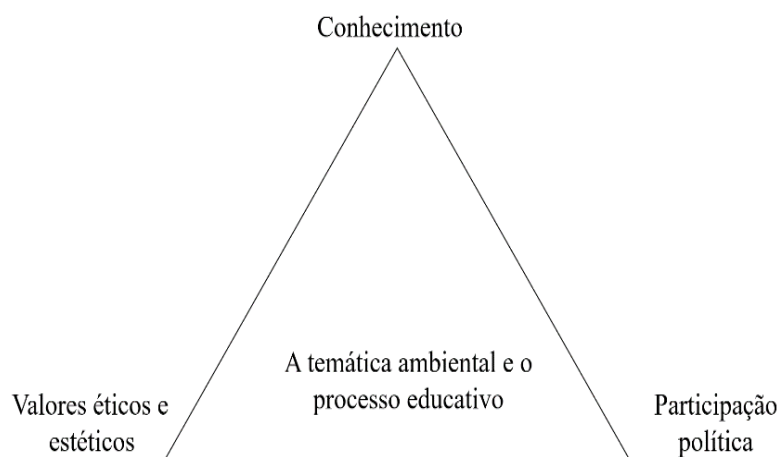 Conhecimento
A temática ambiental e o
processo educativo
Valores éticos e
estéticos
Participação
política